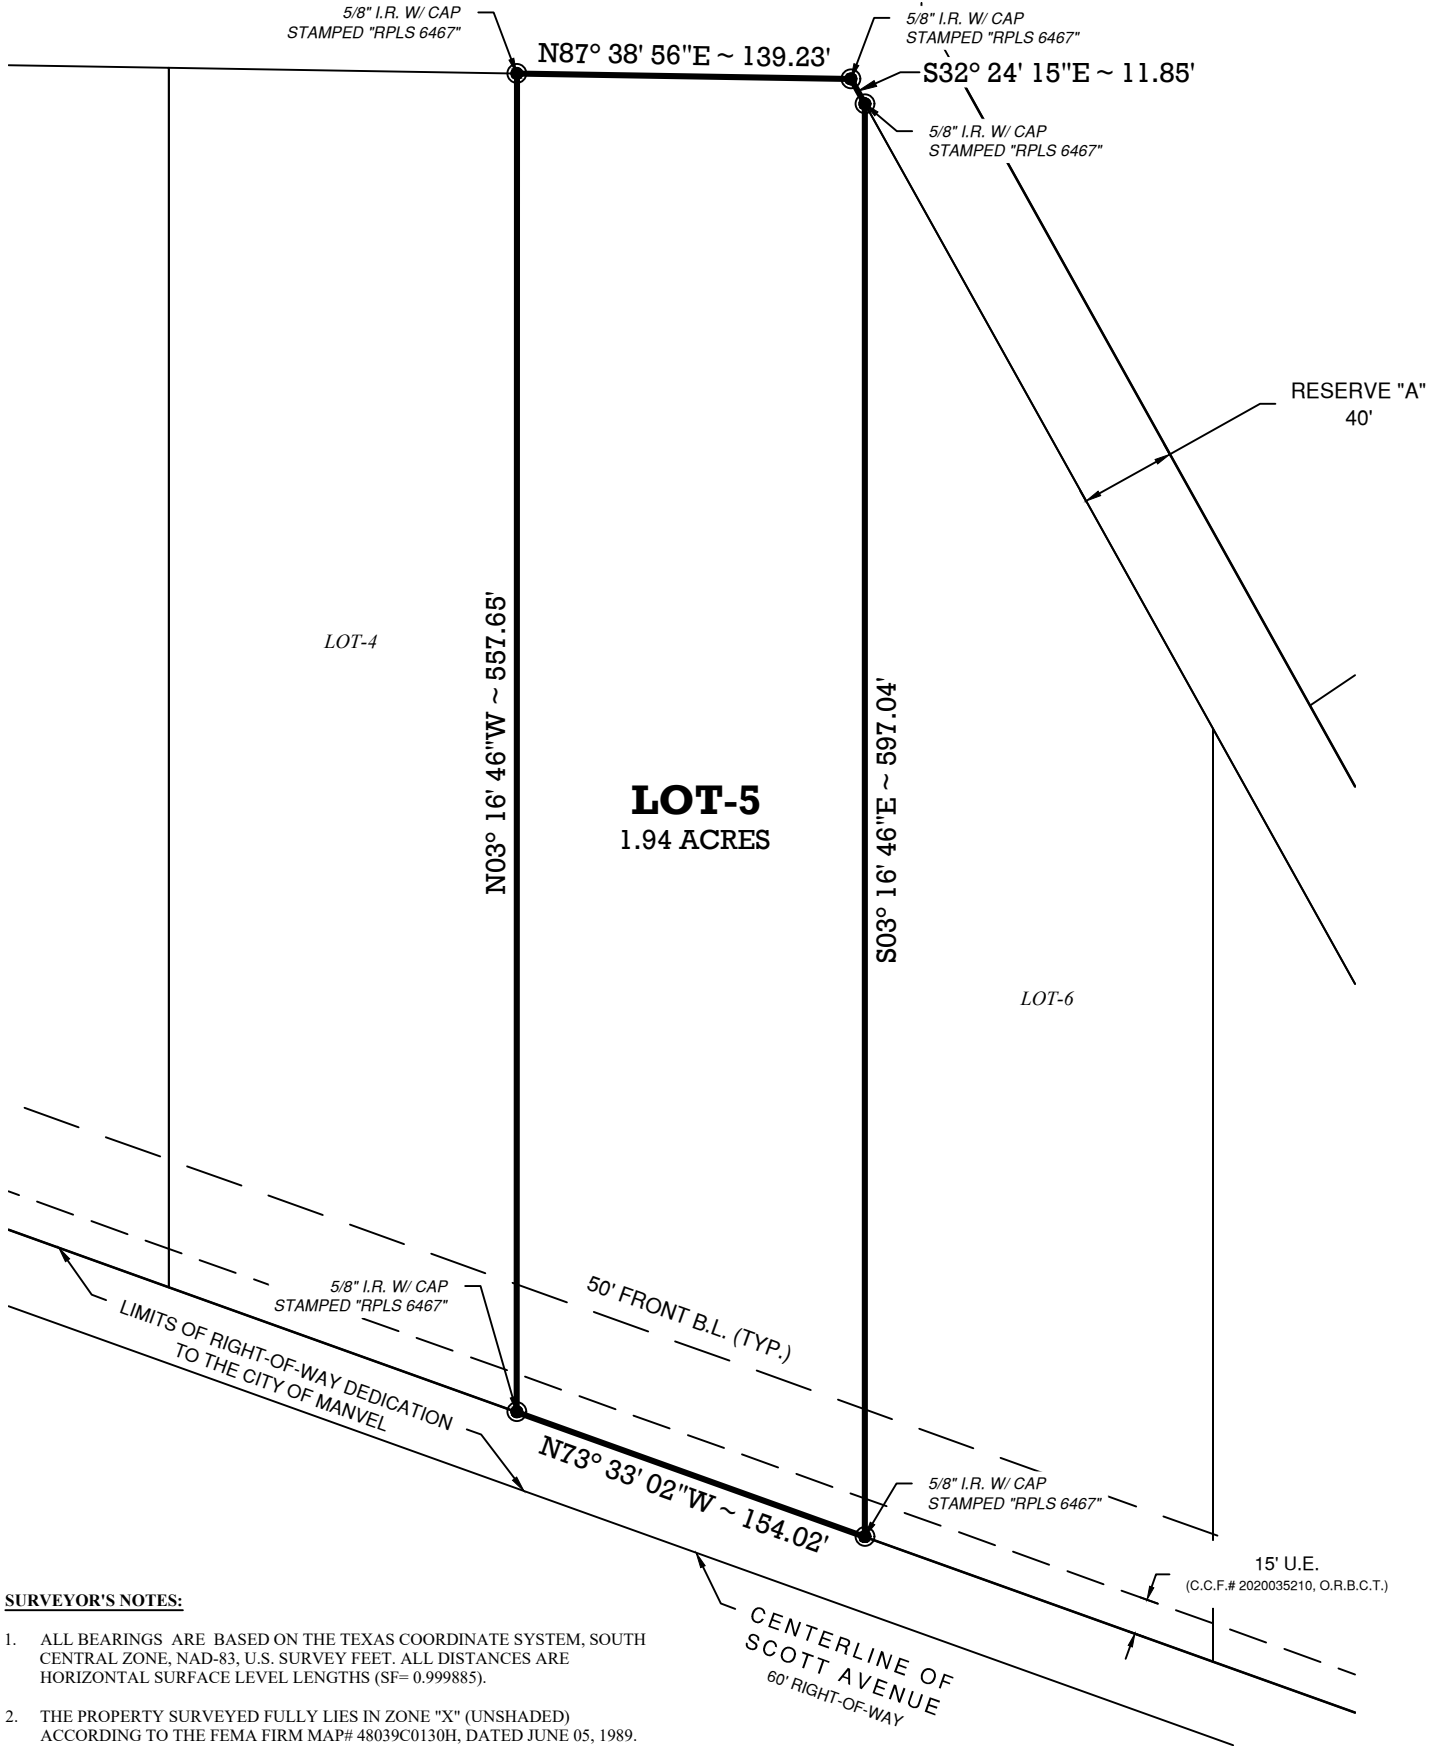 5/8" I.R. W/ CAP
STAMPED "RPLS 6467"
5/8" I.R. W/ CAP
STAMPED "RPLS 6467"
N87° 38' 56"E ~ 139.23'
S32° 24' 15"E ~ 11.85'
5/8" I.R. W/ CAP
STAMPED "RPLS 6467"
RESERVE "A"
40'
LOT-4
N03° 16' 46"W ~ 557.65'
LOT-5
1.94 ACRES
S03° 16' 46"E ~ 597.04'
LOT-6
5/8" I.R. W/ CAP
STAMPED "RPLS 6467"
50' FRONT B.L. (TYP.)
LIMITS OF RIGHT-OF-WAY DEDICATION
TO THE CITY OF MANVEL
N73° 33' 02"W ~ 154.02'
5/8" I.R. W/ CAP
STAMPED "RPLS 6467"
15' U.E.
(C.C.F.# 2020035210, O.R.B.C.T.)
CENTERLINE OF
SCOTT AVENUE
60' RIGHT-OF-WAY
SURVEYOR'S NOTES:
1. ALL BEARINGS ARE BASED ON THE TEXAS COORDINATE SYSTEM, SOUTH
CENTRAL ZONE, NAD-83, U.S. SURVEY FEET. ALL DISTANCES ARE
HORIZONTAL SURFACE LEVEL LENGTHS (SF= 0.999885).
2. THE PROPERTY SURVEYED FULLY LIES IN ZONE "X" (UNSHADED)
ACCORDING TO THE FEMA FIRM MAP# 48039C0130H, DATED JUNE 05, 1989.